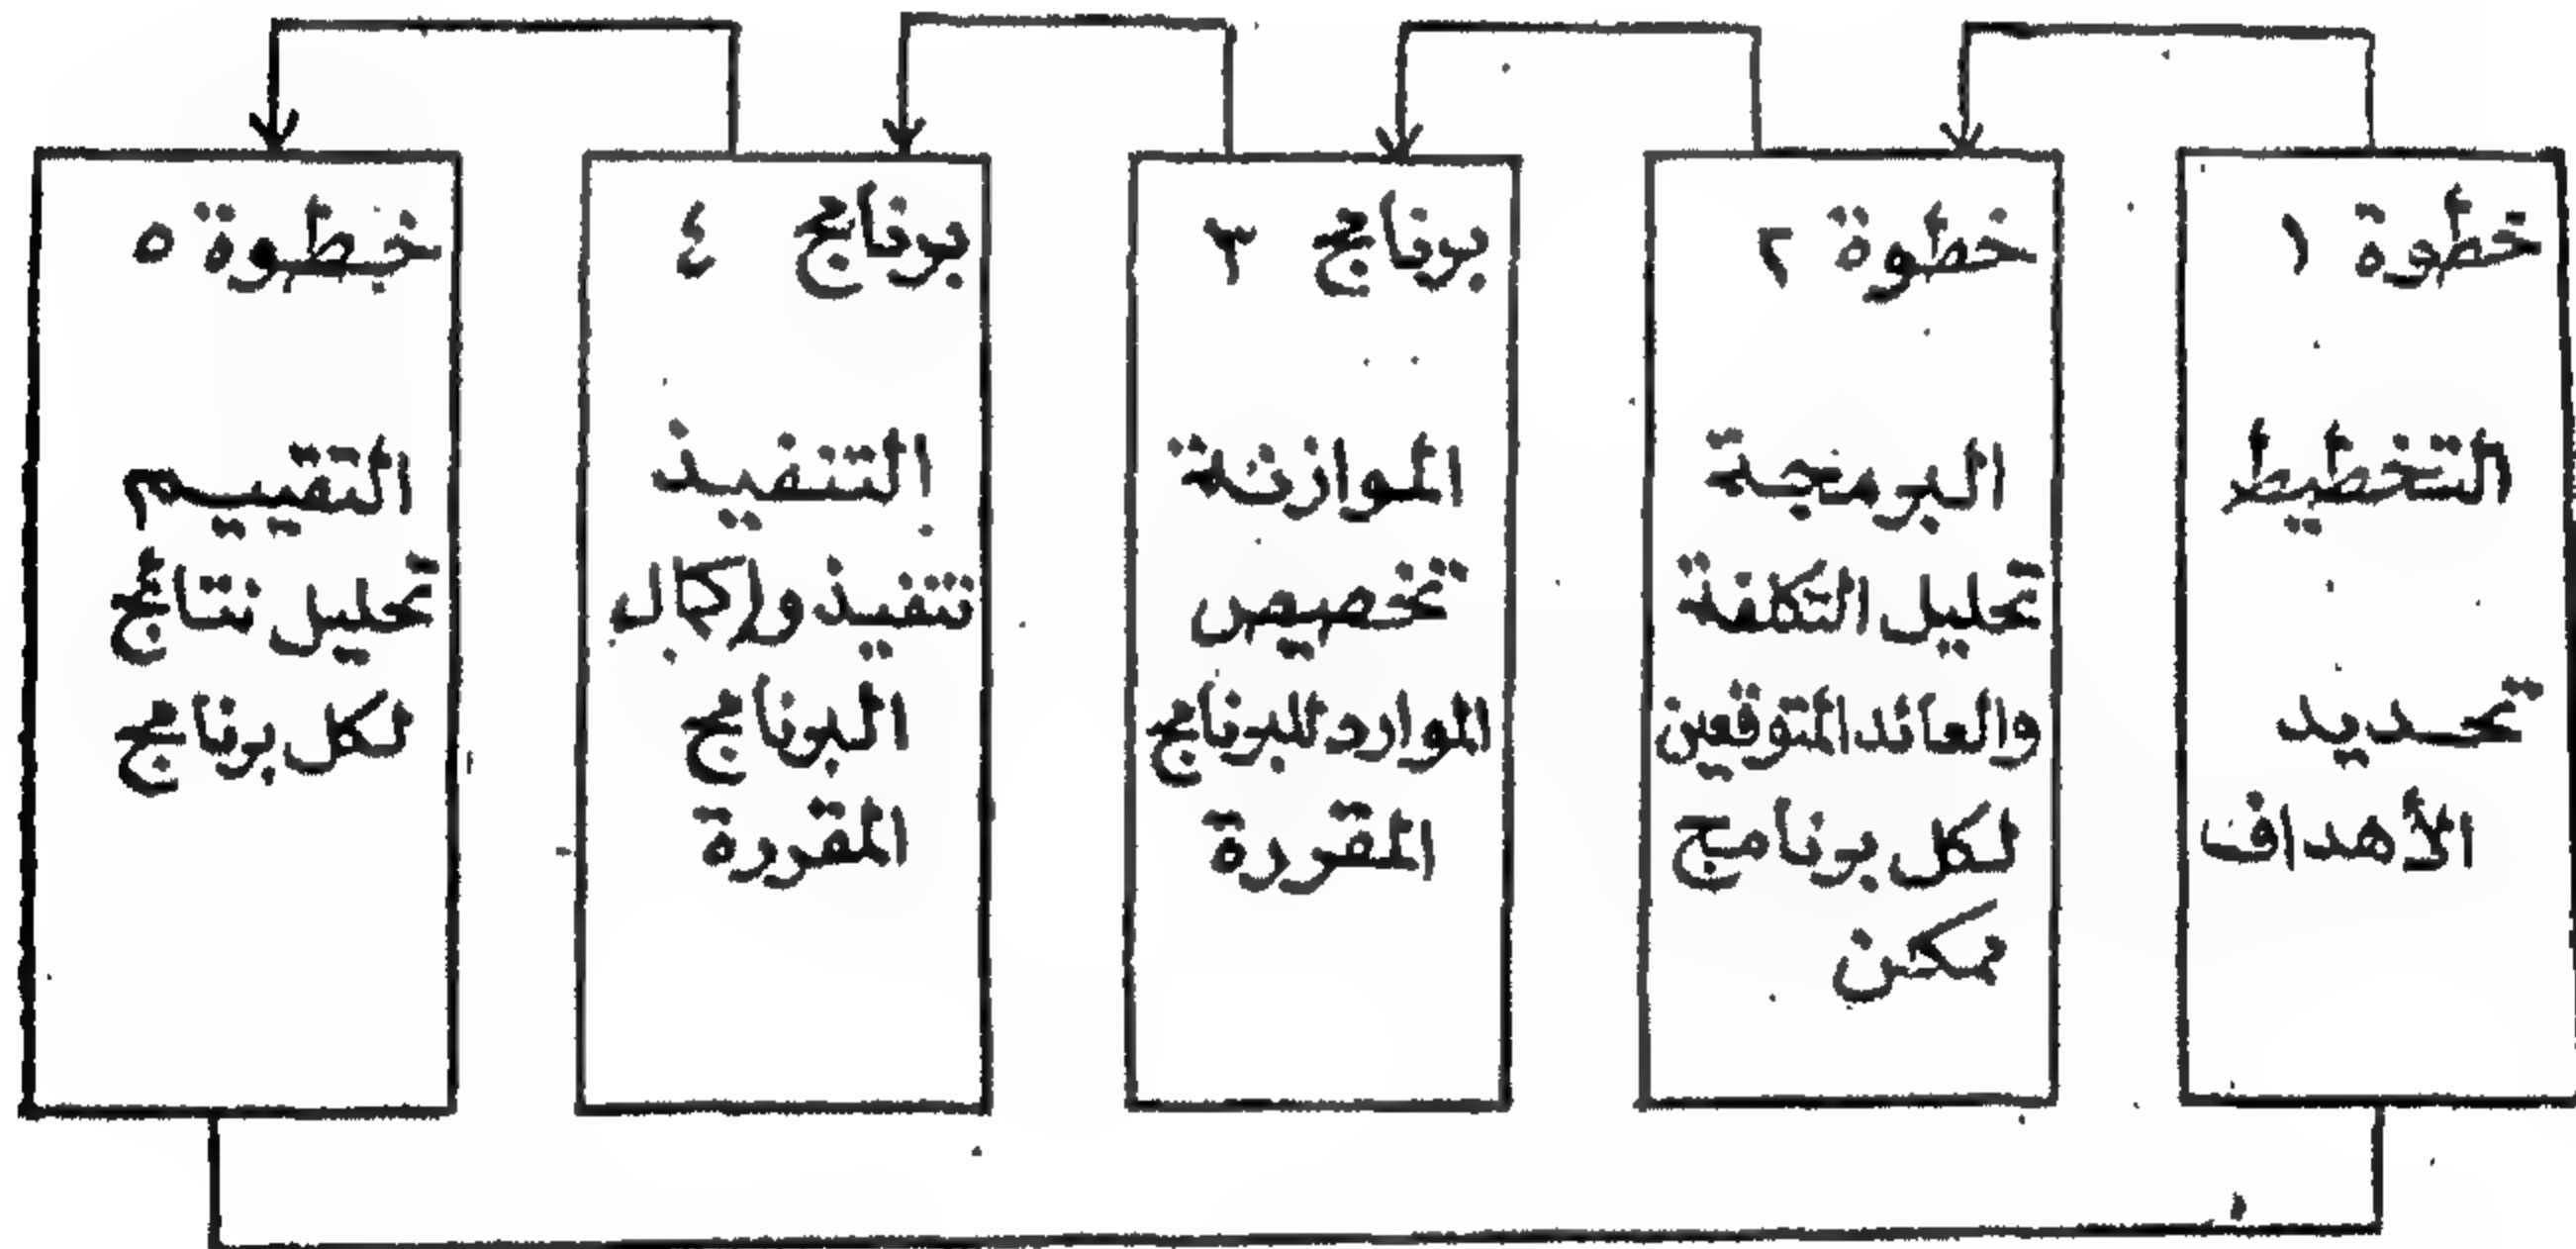 خطوة ١
التخطيط
تحديد
الأهداف
خطوة ٢
البرمجة
تحليل التكلفة
والعائد المتوقعين
لكل برنامج
ممكن
برنامج ٣
الموازنة
تخصيص
الموارد للبرنامج
المقررة
برنامج ٤
التنفيذ
تنفيذ وإكمال
البرنامج
المقررة
خطوة ٥
التقييم
تحليل نتائج
لكل برنامج